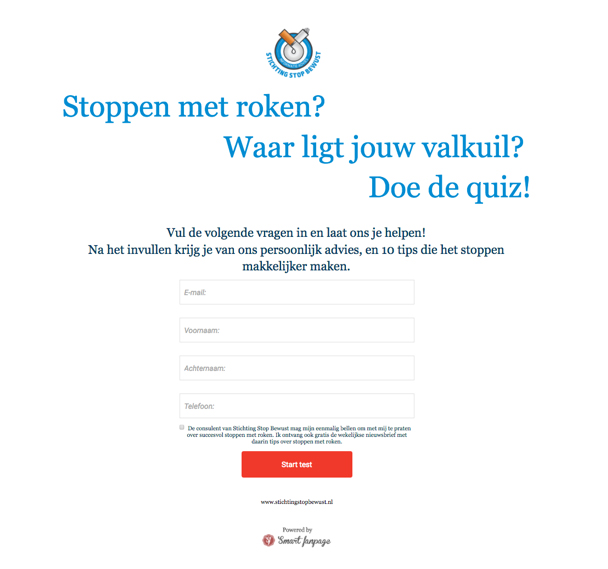 STICHTING STOP BEWUST
Stoppen met roken?
Waar ligt jouw valkuil?
Doe de quiz!
Vul de volgende vragen in en laat ons je helpen!
Na het invullen krijg je van ons persoonlijk advies, en 10 tips die het stoppen
makkelijker maken.
E-mail:
Voornaam:
Achternaam:
Telefoon:
De consulent van Stichting Stop Bewust mag mijn eenmalig bellen om met mij te praten
over succesvol stoppen met roken. Ik ontvang ook gratis de wekelijkse nieuwsbrief met
daarin tips over stoppen met roken.
Start test
www.stichtingstopbewust.nl
Powered by
Smart fanpage